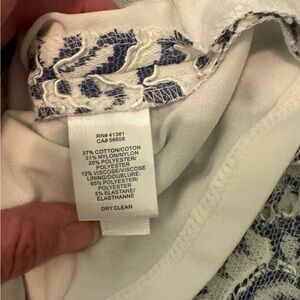 RN# 41381
CA# 56658
37% COTTON/COTON
31% NYLON/NYLON
20% POLYESTER/
POLYESTER
12% VISCOSE/VISCOSE
LINING/DOUBLURE:
95% POLYESTER/
POLYESTER
5% ELASTANE/
ELASTHANNE
DRY CLEAN